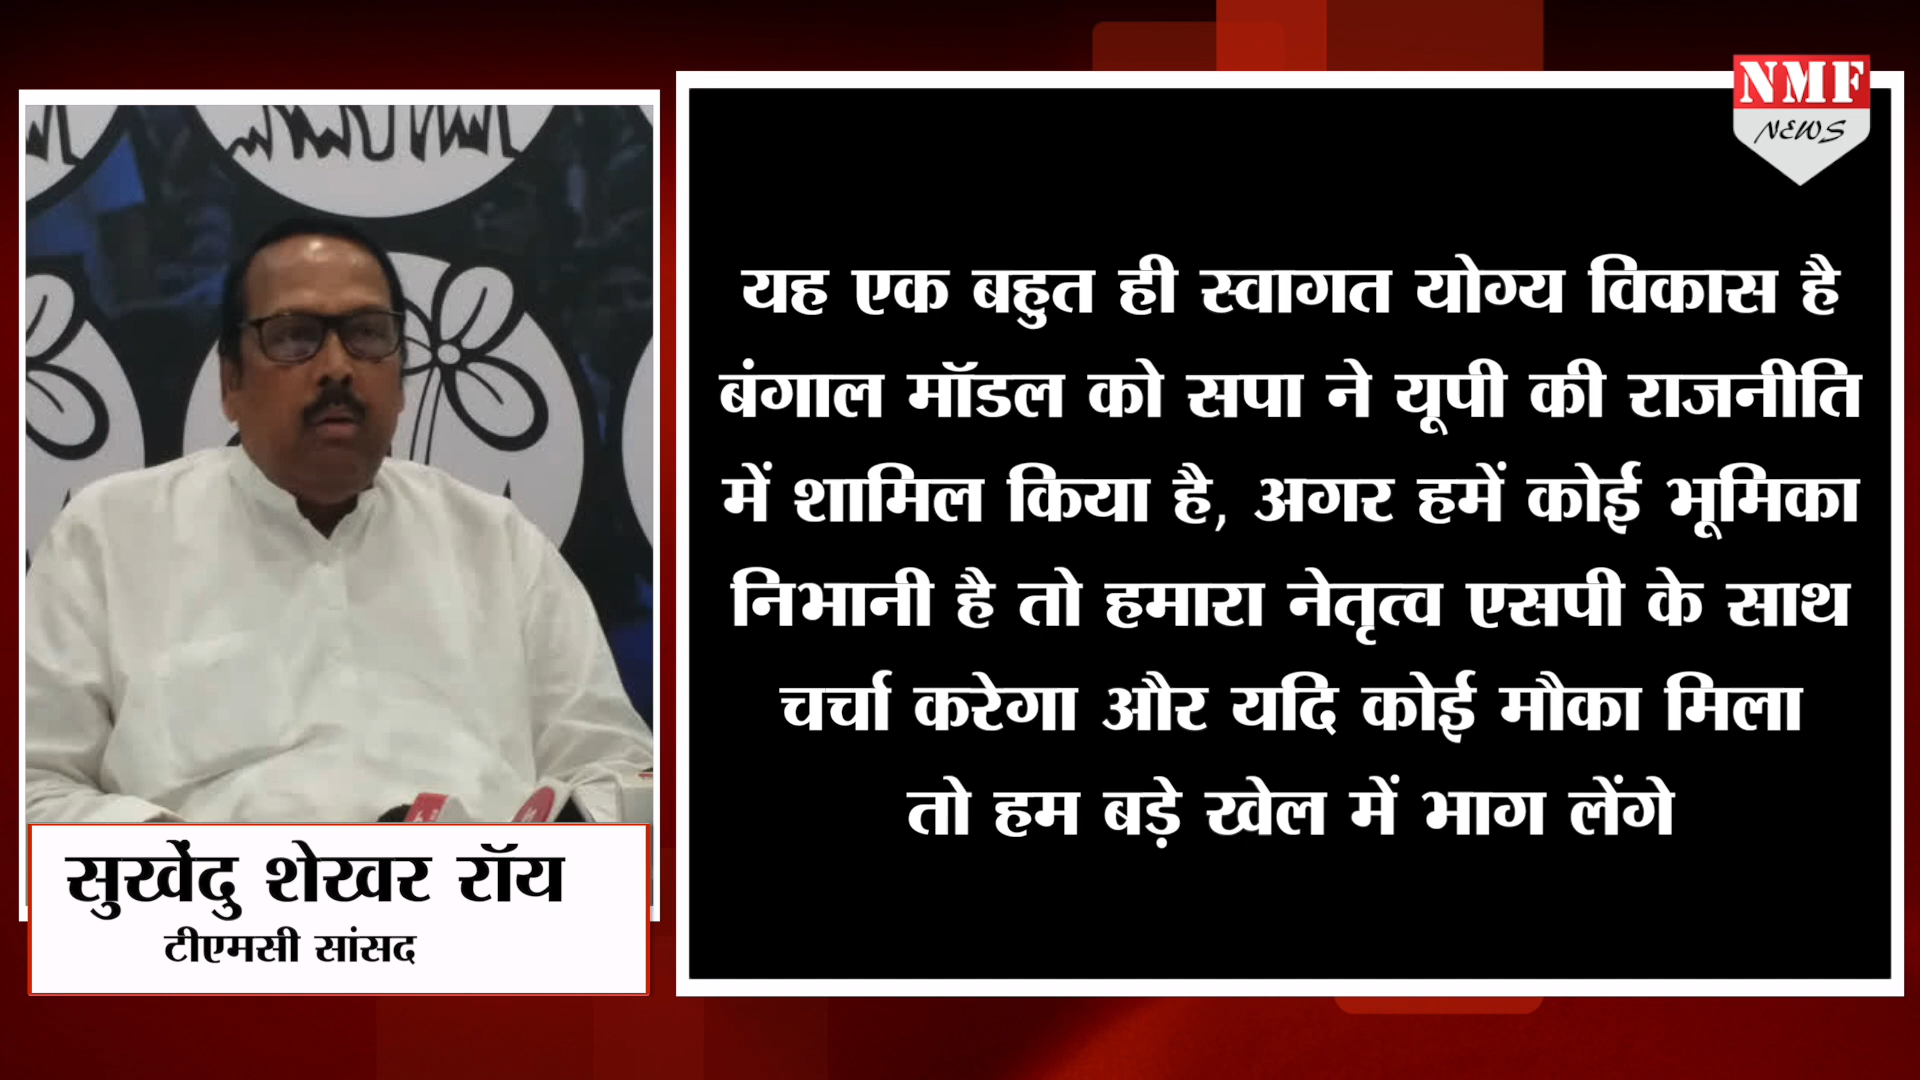 NMF
NEWS
यह एक बहुत ही स्वागत योग्य विकास है
बंगाल मॉडल को सपा ने यूपी की राजनीति
में शामिल किया है, अगर हमें कोई भूमिका
निभानी है तो हमारा नेतृत्व एसपी के साथ
चर्चा करेगा और यदि कोई मौका मिला
तो हम बड़े खेल में भाग लेंगे
सुखेंदु शेखर रॉय
टीएमसी सांसद